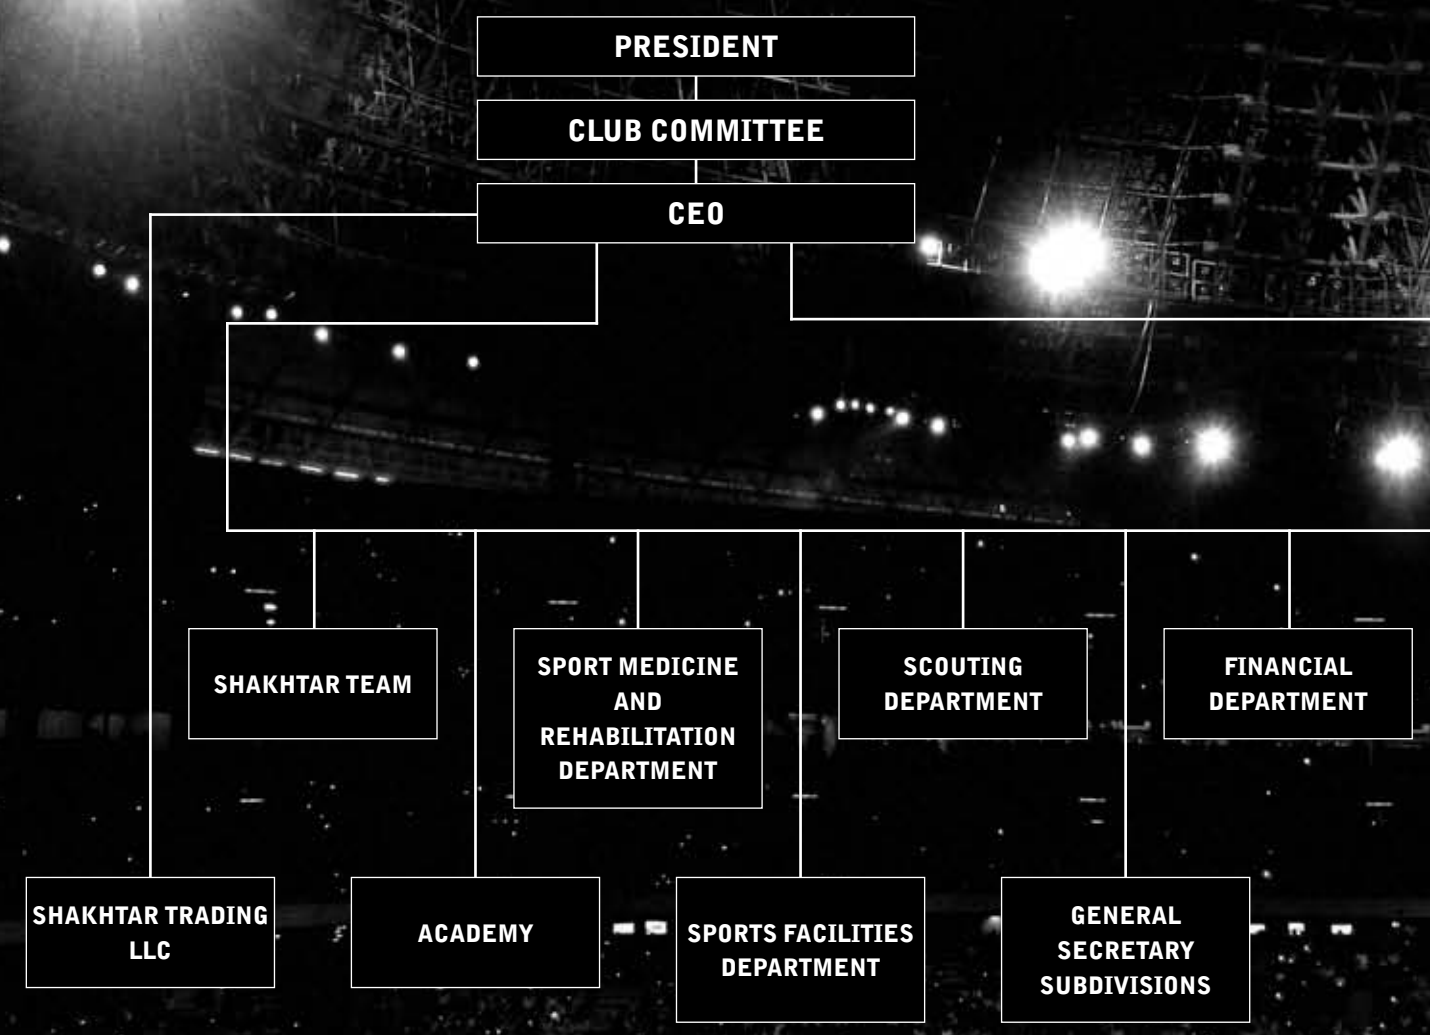 PRESIDENT
CLUB COMMITTEE
CEO
SHAKHTAR TEAM
SPORT MEDICINE
AND
REHABILITATION
DEPARTMENT
SCOUTING
DEPARTMENT
FINANCIAL
DEPARTMENT
SHAKHTAR TRADING
LLC
ACADEMY
SPORTS FACILITIES
DEPARTMENT
GENERAL
SECRETARY
SUBDIVISIONS